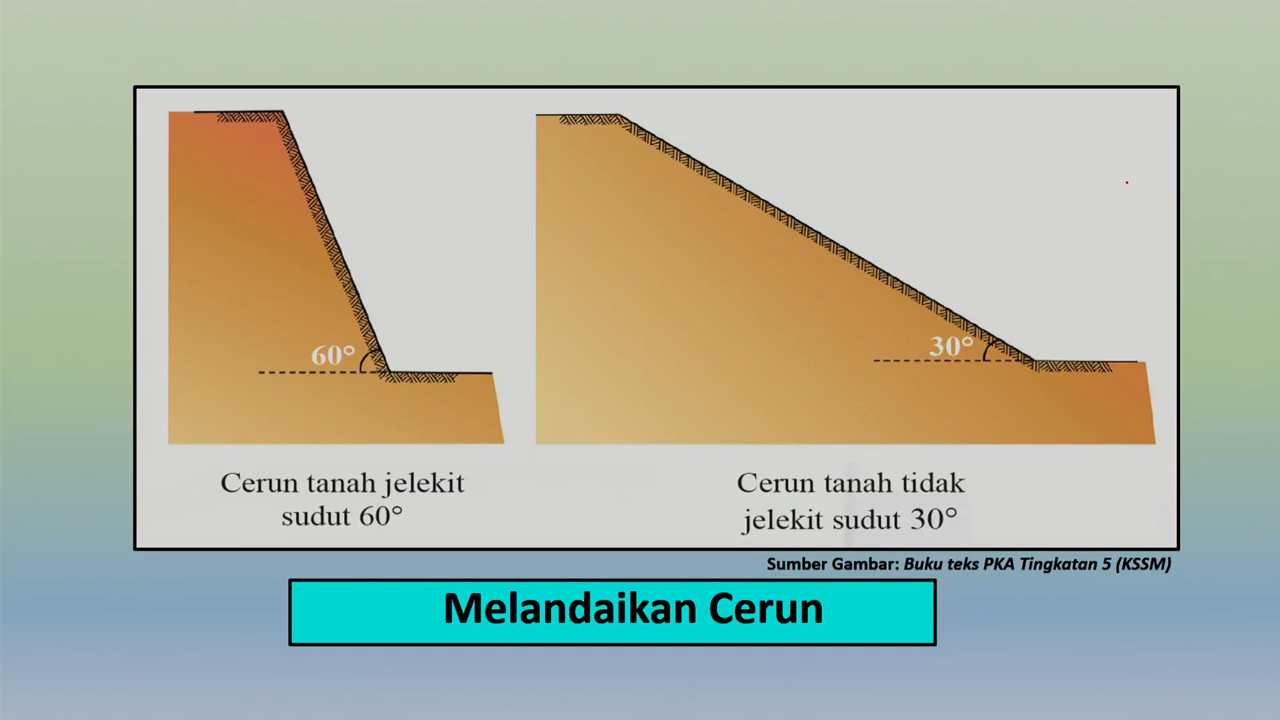 60°
30°
Cerun tanah jelekit
sudut 60°
Cerun tanah tidak
jelekit sudut 30°
Sumber Gambar: Buku teks PKA Tingkatan 5 (KSSM)
Melandaikan Cerun